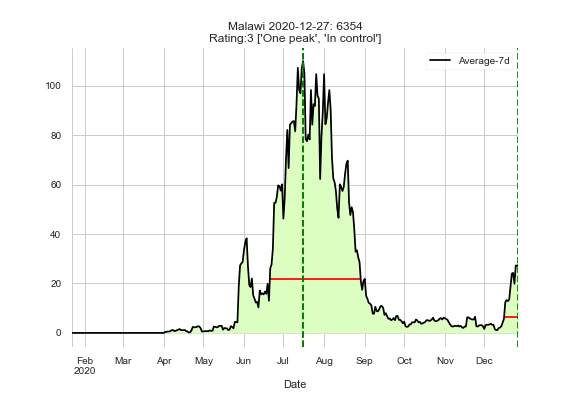 Malawi 2020-12-27: 6354
Rating:3 ['One peak', 'In control']
Average-7d
100
80
60
40
20
0
Feb Mar Apr May Jun Jul Aug Sep Oct Nov Dec
2020
Date